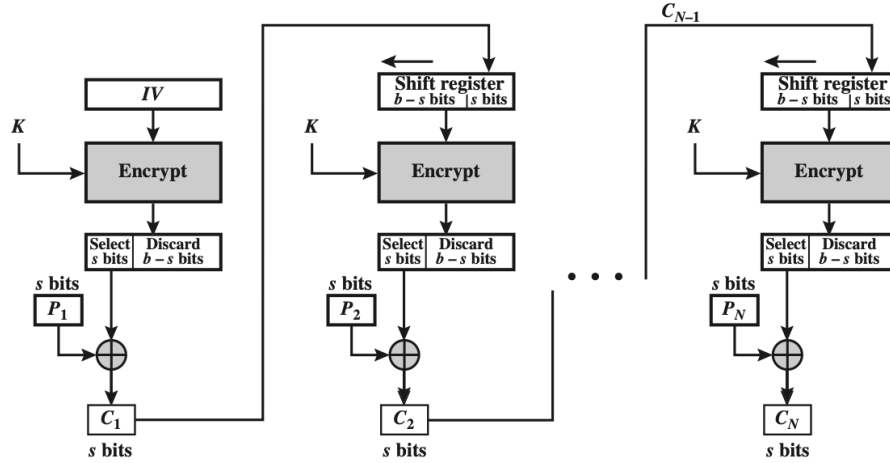 C_{N–1}
IV
Shift register
b – s bits | s bits
Shift register
b – s bits | s bits
K
K
K
Encrypt
Encrypt
Encrypt
Select Discard
s bits b – s bits
Select Discard
s bits b – s bits
Select Discard
s bits b – s bits
s bits
s bits
s bits
P_1
P_2
P_N
• • •
C_1
C_2
C_N
s bits
s bits
s bits